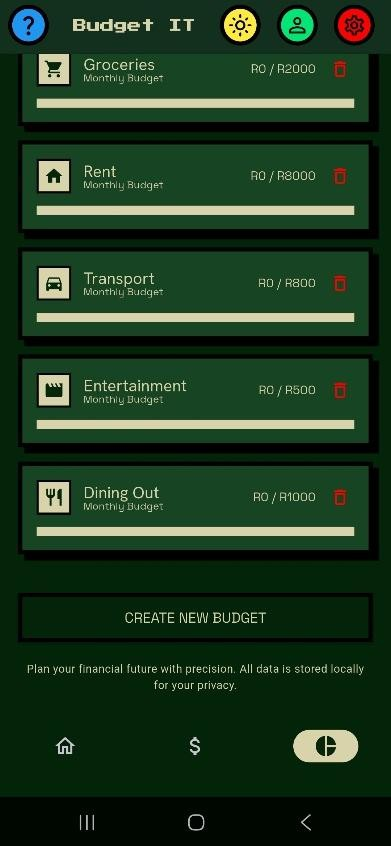 ? Budget IT
Groceries R0 / R2000
Monthly Budget
Rent R0 / R8000
Monthly Budget
Transport R0 / R800
Monthly Budget
Entertainment R0 / R500
Monthly Budget
Dining Out R0 / R1000
Monthly Budget
CREATE NEW BUDGET
Plan your financial future with precision. All data is stored locally
for your privacy.
$